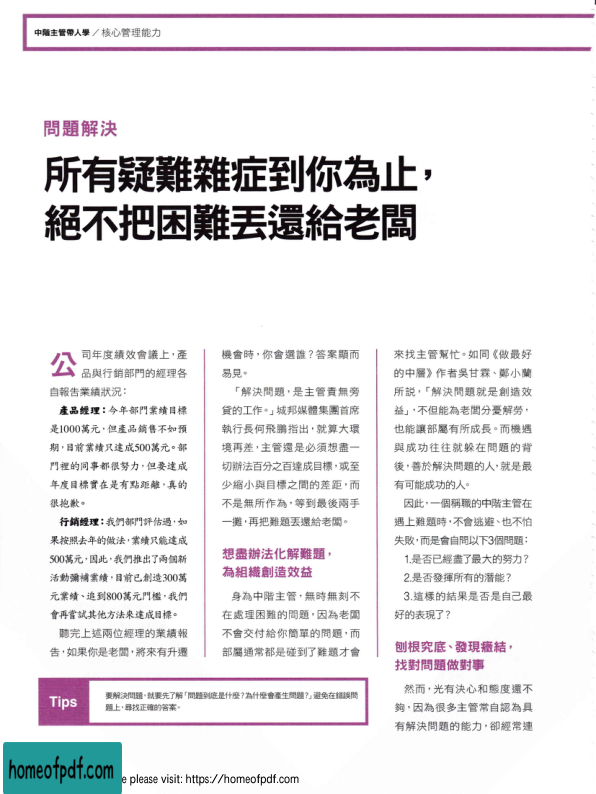 中階主管帶人學／核心管理能力
問題解決
所有疑難雜症到你為止，
絕不把困難丟還給老闆
公司年度績效會議上，產
品與行銷部門的經理各
自報告業績狀況：
產品經理：今年部門業績目標
是1000萬元，但產品銷售不如預
期，目前業績只達成500萬元。部
門裡的同事都很努力，但要達成
年度目標實在是有點距離，真的
很抱歉。
行銷經理：我們部門評估過，如
果按照去年的做法，業績只能達成
500萬元，因此，我們推出了兩個新
活動彌補業績，目前已創造300萬
元業績、追到800萬元門檻，我們
會再嘗試其他方法來達成目標。
聽完上述兩位經理的業績報
告，如果你是老闆，將來有升遷
機會時，你會選誰？答案顯而
易見。
「解決問題，是主管責無旁
貸的工作。」城邦媒體集團首席
執行長何飛鵬指出，就算大環
境再差，主管還是必須想盡一
切辦法百分之百達成目標，或至
少縮小與目標之間的差距，而
不是無所作為，等到最後兩手
一攤，再把難題丟還給老闆。
想盡辦法化解難題，
為組織創造效益
身為中階主管，無時無刻不
在處理困難的問題，因為老闆
不會交付給你簡單的問題，而
部屬通常都是碰到了難題才會
來找主管幫忙。如同《做最好
的中層》作者吳甘霖、鄧小蘭
所說，「解決問題就是創造效
益」，不但能為老闆分憂解勞，
也能讓部屬有所成長。而機遇
與成功往往就躲在問題的背
後，善於解決問題的人，就是最
有可能成功的人。
因此，一個稱職的中階主管在
遇上難題時，不會逃避、也不怕
失敗，而是會自問以下3個問題：
1.是否已經盡了最大的努力？
2.是否發揮所有的潛能？
3.這樣的結果是否是自己最
好的表現了？
刨根究底、發現癥結，
找對問題做對事
然而，光有決心和態度還不
夠，因為很多主管常自認為具
有解決問題的能力，卻經常連
Tips
要解決問題，就要先了解「問題到底是什麼？為什麼會產生問題？」避免在錯誤問
題上，尋找正確的答案。
homeofpdf.com
e please visit: https://homeofpdf.com